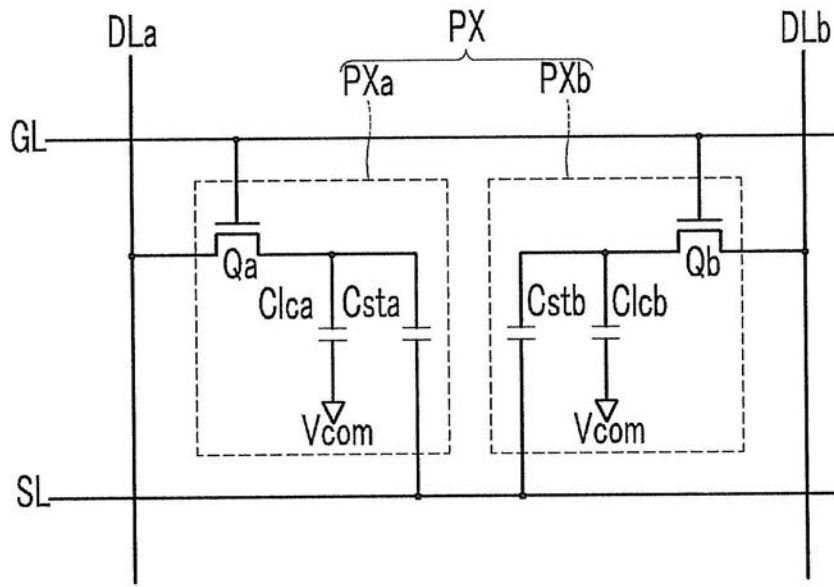 DLa PX DLb
PXa PXb
GL
Qa Qb
Clca Csta Cstb Clcb
Vcom Vcom
SL